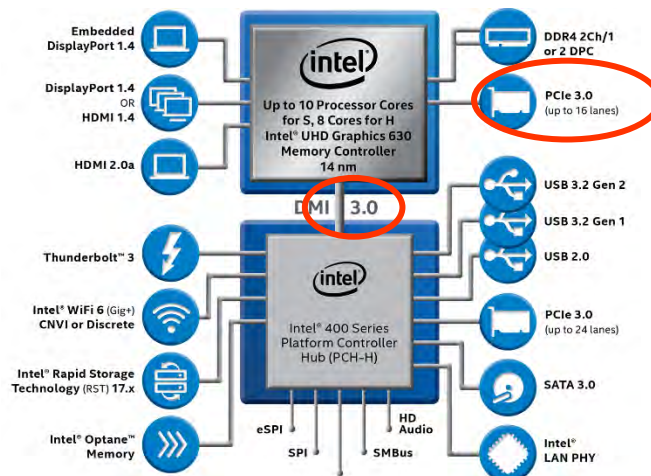 Embedded
DisplayPort 1.4
DisplayPort 1.4
OR
HDMI 1.4
HDMI 2.0a
intel®
Up to 10 Processor Cores
for S, 8 Cores for H
Intel® UHD Graphics 630
Memory Controller
14 nm
DDR4 2Ch/1
or 2 DPC
PCIe 3.0
(up to 16 lanes)
DMI 3.0
Thunderbolt™ 3
Intel® WiFi 6 (Gig+)
CNVI or Discrete
Intel® Rapid Storage
Technology (RST) 17.x
Intel® Optane™
Memory
intel®
Intel® 400 Series
Platform Controller
Hub (PCH-H)
USB 3.2 Gen 2
USB 3.2 Gen 1
USB 2.0
PCIe 3.0
(up to 24 lanes)
SATA 3.0
Intel®
LAN PHY
eSPI
SPI
SMBus
HD
Audio